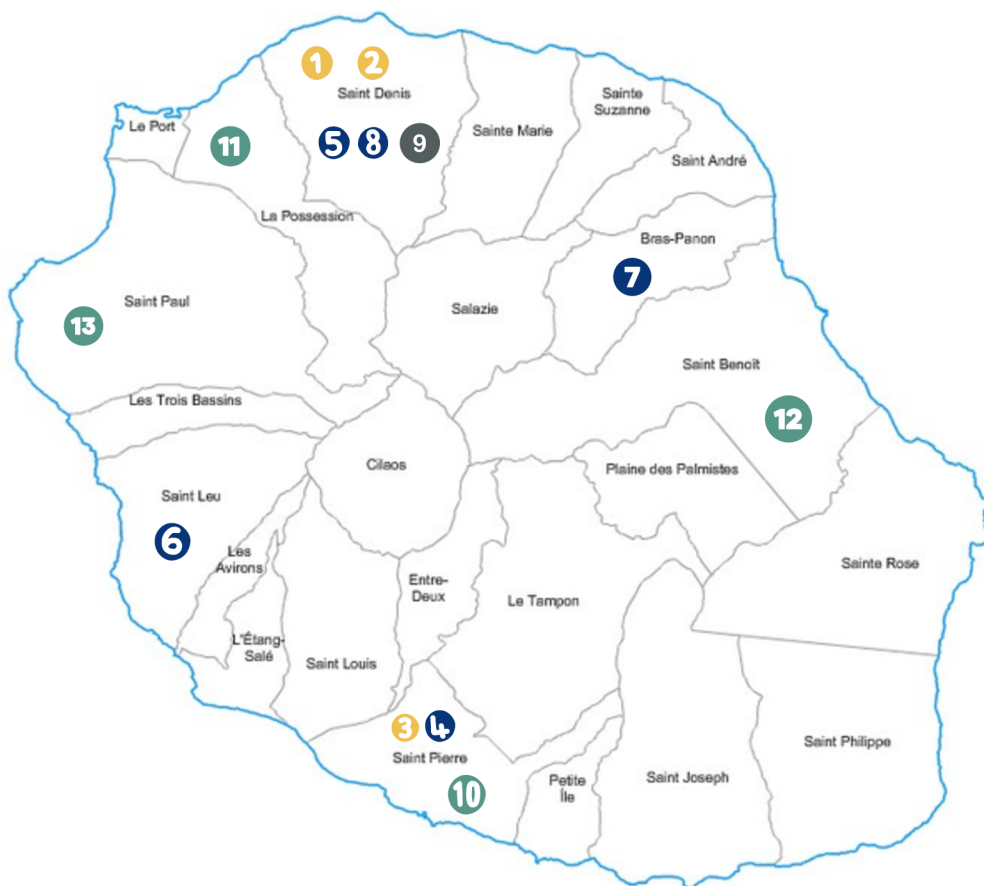 1 2
Saint Denis
Sainte
Suzanne
Le Port
Sainte Marie
11
5 8 9
Saint André
La Possession
Bras-Panon
7
Saint Paul
13
Salazie
Saint Benoît
12
Les Trois Bassins
Cilaos
Plaine des Palmistes
Saint Leu
6
Les
Avirons
Sainte Rose
Entre-
Deux
Le Tampon
L'Étang-
Salé
Saint Louis
3 4
Saint Pierre
10
Petite
Île
Saint Joseph
Saint Philippe